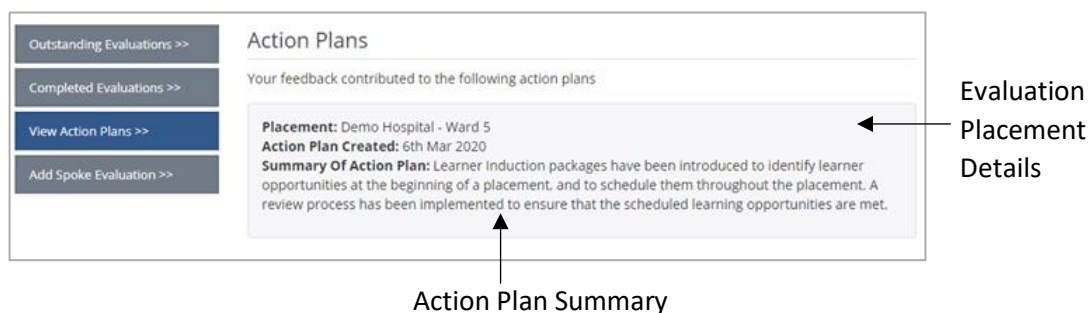 Outstanding Evaluations >>
Completed Evaluations >>
View Action Plans >>
Add Spoke Evaluation >>
Action Plans
Your feedback contributed to the following action plans
Placement: Demo Hospital - Ward 5
Action Plan Created: 6th Mar 2020
Summary Of Action Plan: Learner Induction packages have been introduced to identify learner
opportunities at the beginning of a placement, and to schedule them throughout the placement. A
review process has been implemented to ensure that the scheduled learning opportunities are met.
Evaluation
Placement
Details
Action Plan Summary